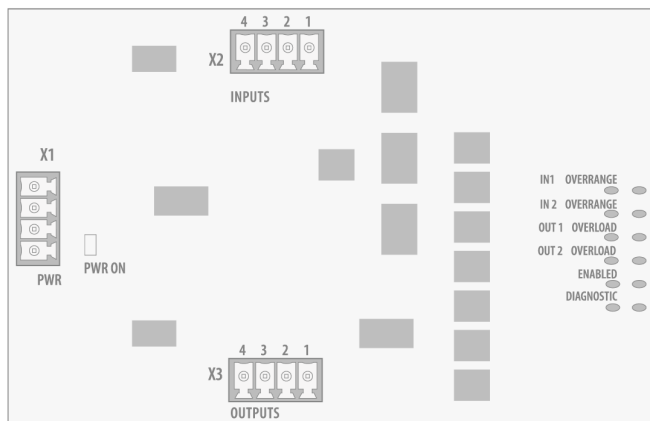 4 3 2 1
X2
INPUTS
X1
PWR
PWR ON
IN1 OVERRANGE
IN 2 OVERRANGE
OUT 1 OVERLOAD
OUT 2 OVERLOAD
ENABLED
DIAGNOSTIC
4 3 2 1
X3
OUTPUTS